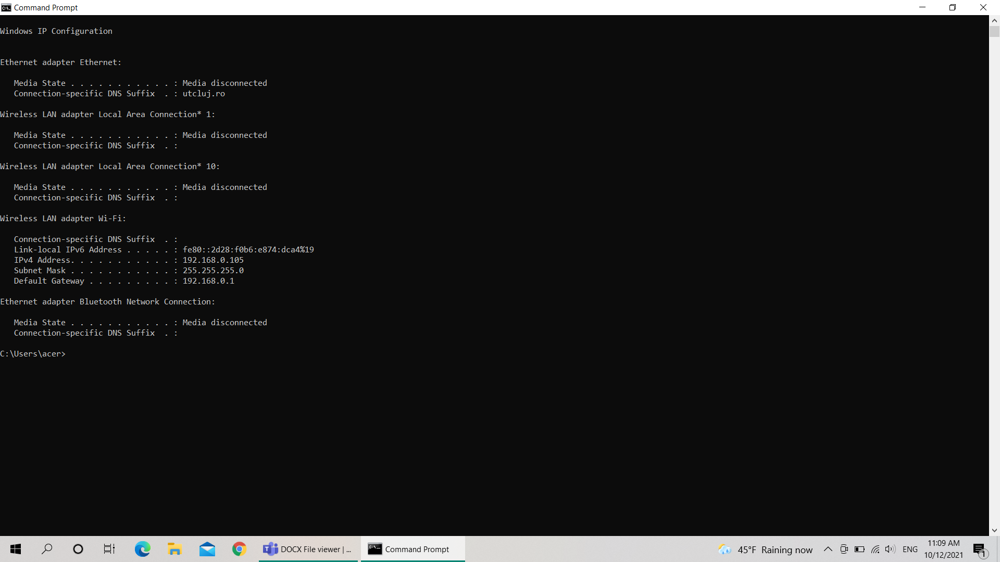 Command Prompt
Windows IP Configuration
Ethernet adapter Ethernet:
Media State . . . . . . . . . . . : Media disconnected
Connection-specific DNS Suffix  . : utcluj.ro
Wireless LAN adapter Local Area Connection* 1:
Media State . . . . . . . . . . . : Media disconnected
Connection-specific DNS Suffix  . :
Wireless LAN adapter Local Area Connection* 10:
Media State . . . . . . . . . . . : Media disconnected
Connection-specific DNS Suffix  . :
Wireless LAN adapter Wi-Fi:
Connection-specific DNS Suffix  . :
Link-local IPv6 Address . . . . . : fe80::2d28:f0b6:e874:dca4%19
IPv4 Address. . . . . . . . . . . : 192.168.0.105
Subnet Mask . . . . . . . . . . . : 255.255.255.0
Default Gateway . . . . . . . . . : 192.168.0.1
Ethernet adapter Bluetooth Network Connection:
Media State . . . . . . . . . . . : Media disconnected
Connection-specific DNS Suffix  . :
C:\Users\acer>
DOCX File viewer | ...
Command Prompt
45°F Raining now
ENG
11:09 AM
10/12/2021
1